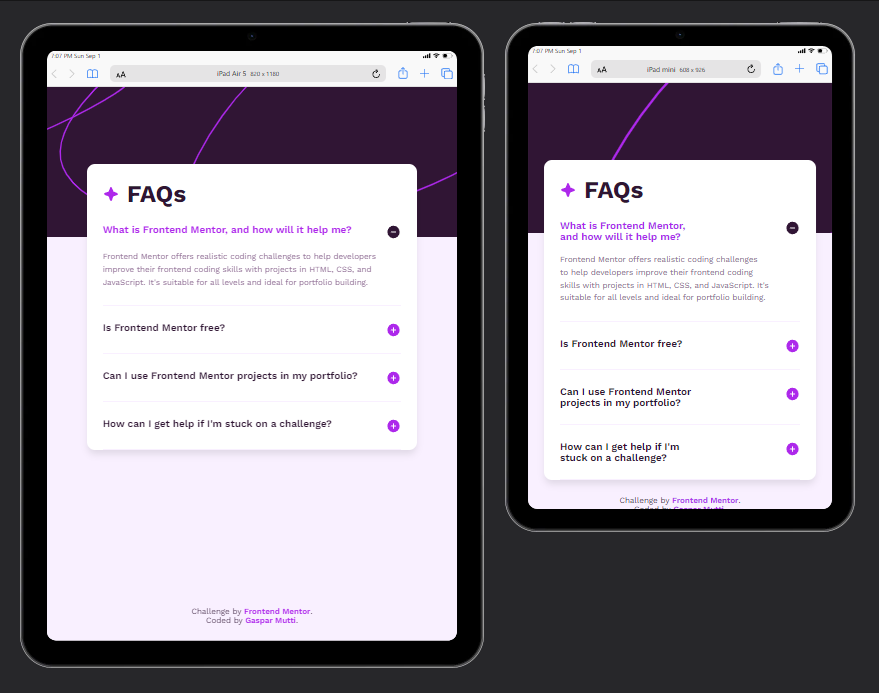 7:07 PM Sun Sep 1
AA
iPad Air 5 820 x 1180
FAQs
What is Frontend Mentor, and how will it help me?
Frontend Mentor offers realistic coding challenges to help developers
improve their frontend coding skills with projects in HTML, CSS, and
JavaScript. It's suitable for all levels and ideal for portfolio building.
Is Frontend Mentor free?
Can I use Frontend Mentor projects in my portfolio?
How can I get help if I'm stuck on a challenge?
Challenge by Frontend Mentor.
Coded by Gaspar Mutti.
7:07 PM Sun Sep 1
AA
iPad mini 608 x 926
FAQs
What is Frontend Mentor,
and how will it help me?
Frontend Mentor offers realistic coding challenges
to help developers improve their frontend coding
skills with projects in HTML, CSS, and JavaScript. It's
suitable for all levels and ideal for portfolio building.
Is Frontend Mentor free?
Can I use Frontend Mentor
projects in my portfolio?
How can I get help if I'm
stuck on a challenge?
Challenge by Frontend Mentor.
Coded by Gaspar Mutti.